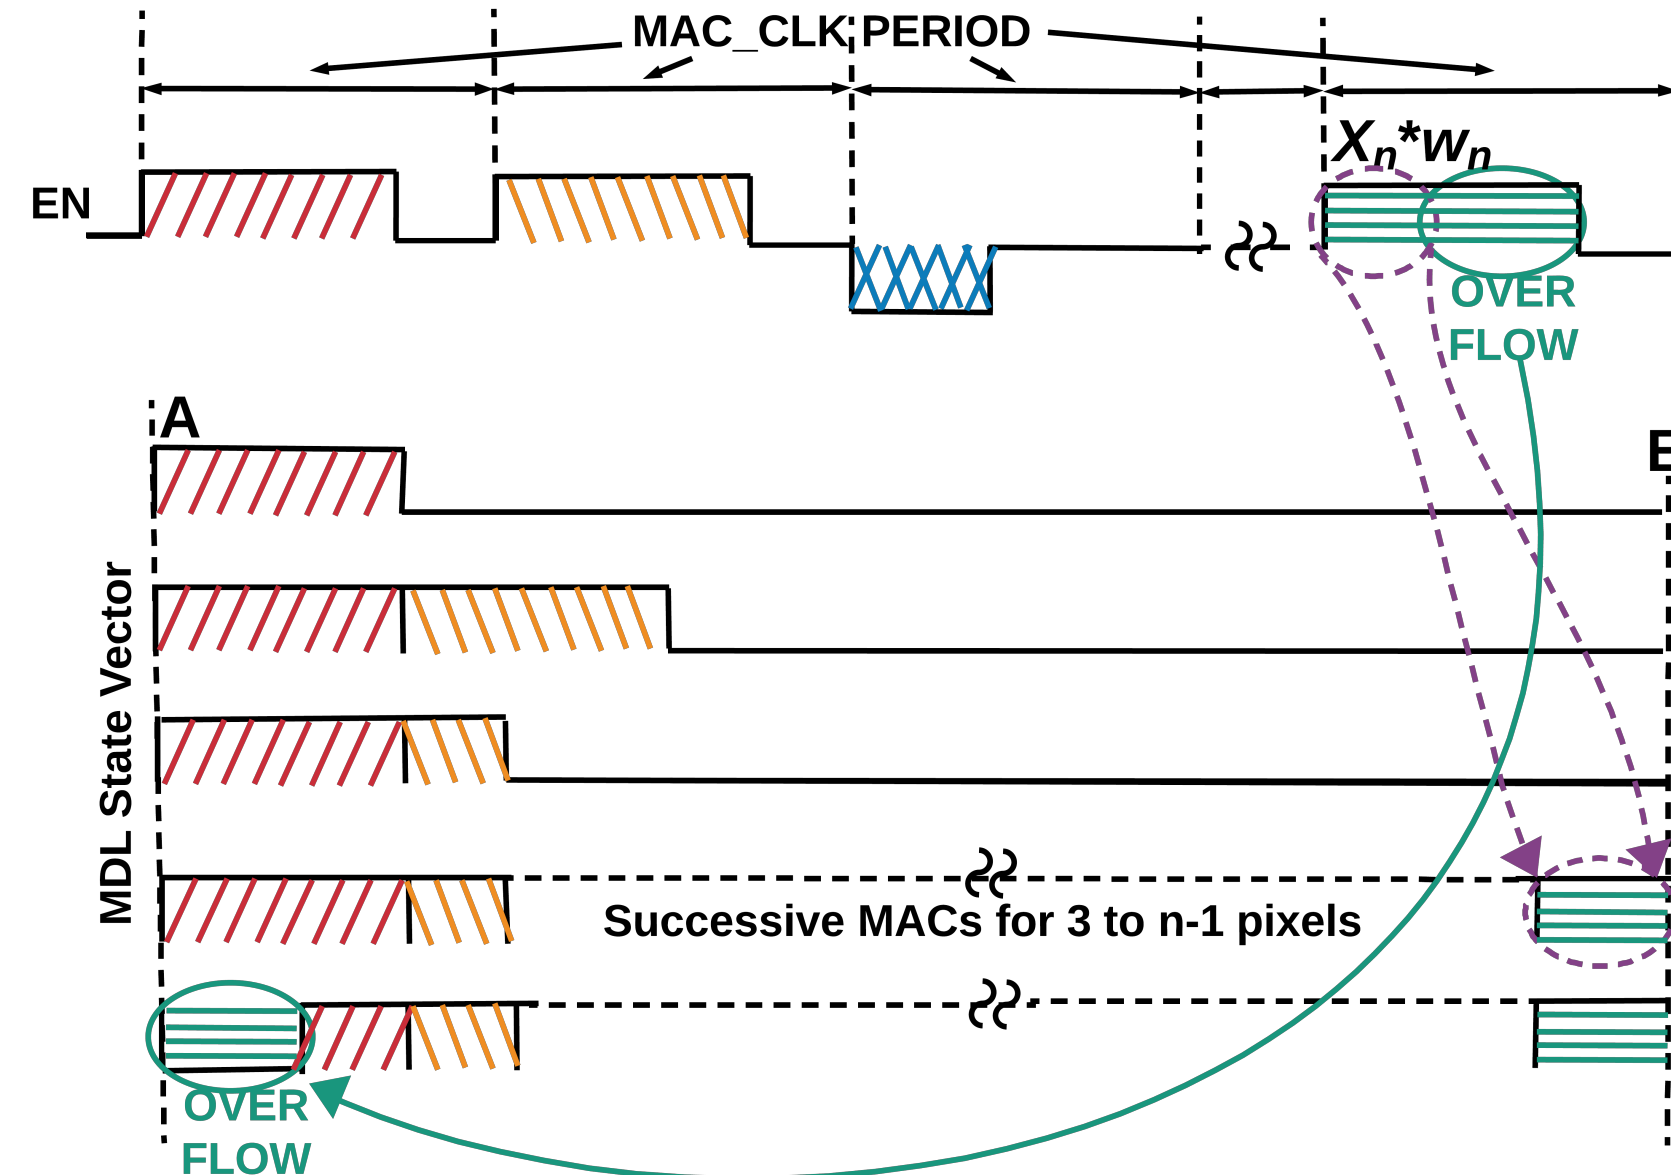 MAC_CLK PERIOD
Xn*wn
EN
OVER
FLOW
A
MDL State Vector
Successive MACs for 3 to n-1 pixels
OVER
FLOW